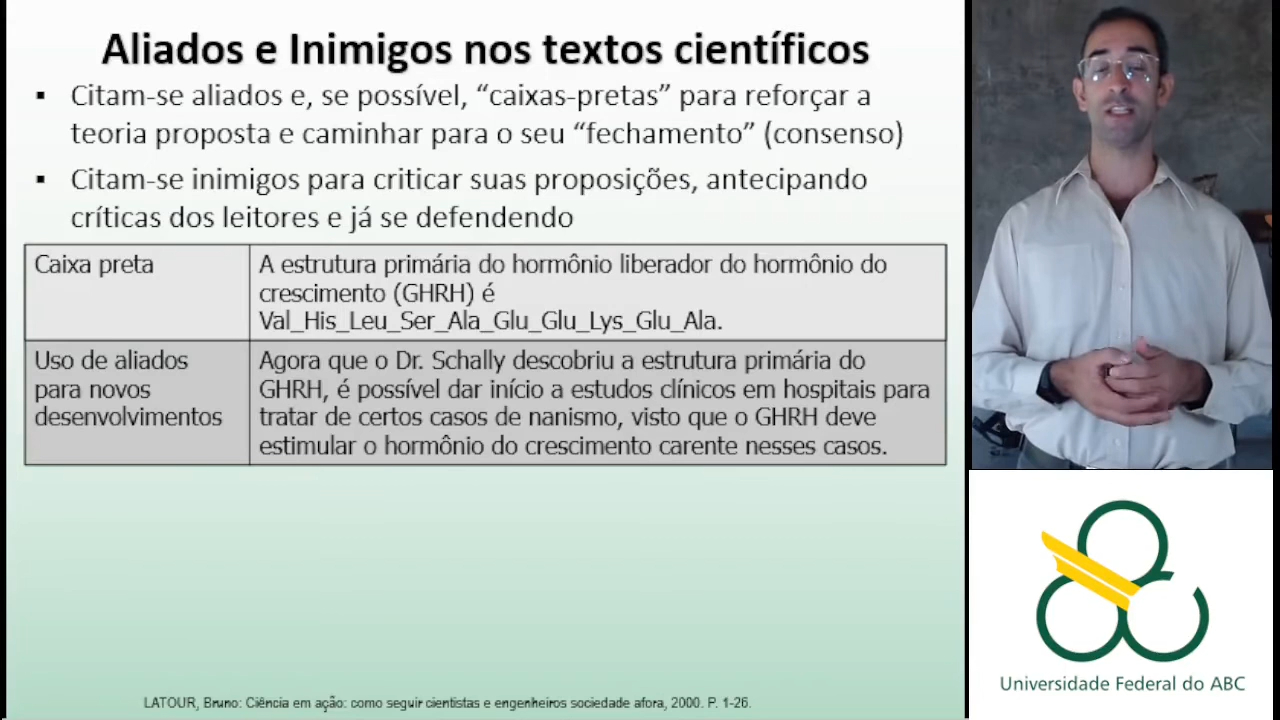 Aliados e Inimigos nos textos científicos
▪ Citam-se aliados e, se possível, “caixas-pretas” para reforçar a
teoria proposta e caminhar para o seu “fechamento” (consenso)
▪ Citam-se inimigos para criticar suas proposições, antecipando
críticas dos leitores e já se defendendo
Caixa preta
A estrutura primária do hormônio liberador do hormônio do
crescimento (GHRH) é
Val_His_Leu_Ser_Ala_Glu_Glu_Lys_Glu_Ala.
Uso de aliados
para novos
desenvolvimentos
Agora que o Dr. Schally descobriu a estrutura primária do
GHRH, é possível dar início a estudos clínicos em hospitais para
tratar de certos casos de nanismo, visto que o GHRH deve
estimular o hormônio do crescimento carente nesses casos.
LATOUR, Bruno: Ciência em ação: como seguir cientistas e engenheiros sociedade afora, 2000. P. 1-26.
Universidade Federal do ABC